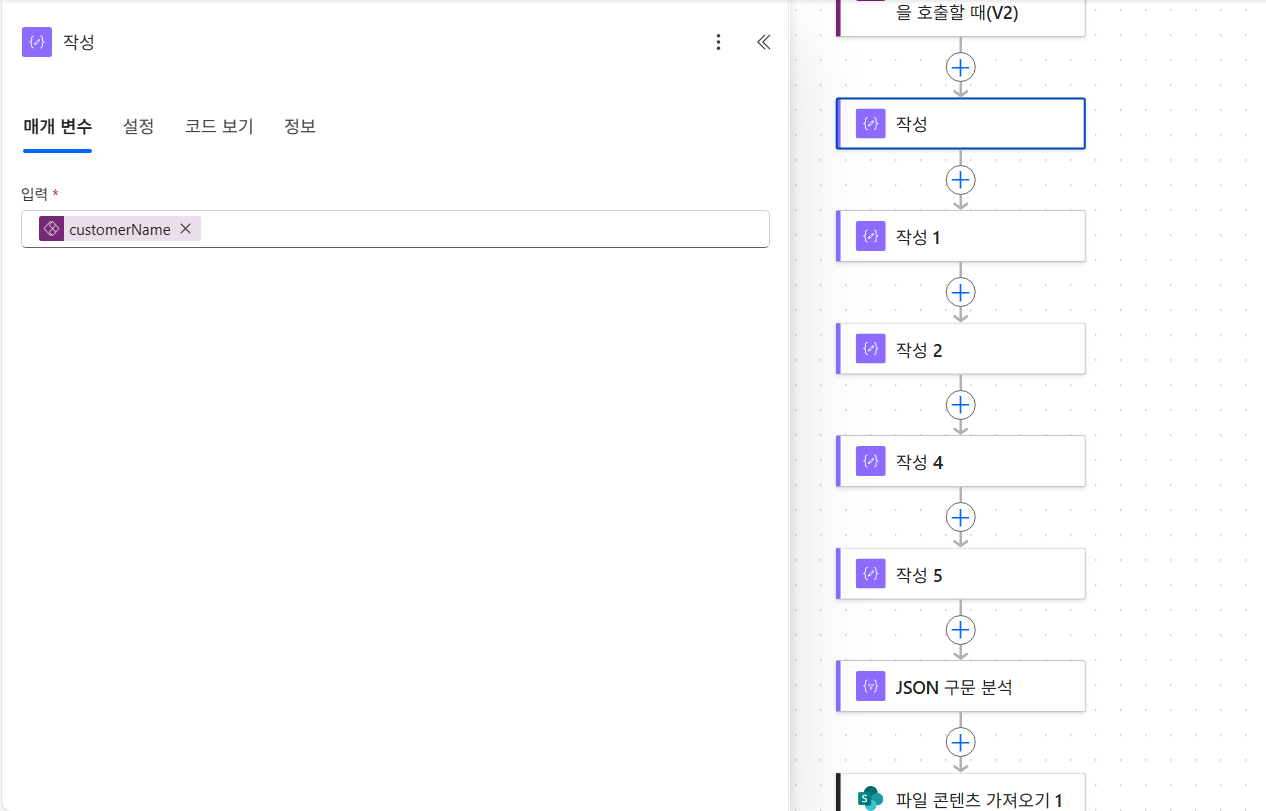 작성
매개 변수
설정
코드 보기
정보
입력 *
customerName
을 호출할 때(V2)
작성
작성 1
작성 2
작성 4
작성 5
JSON 구문 분석
파일 콘텐츠 가져오기 1